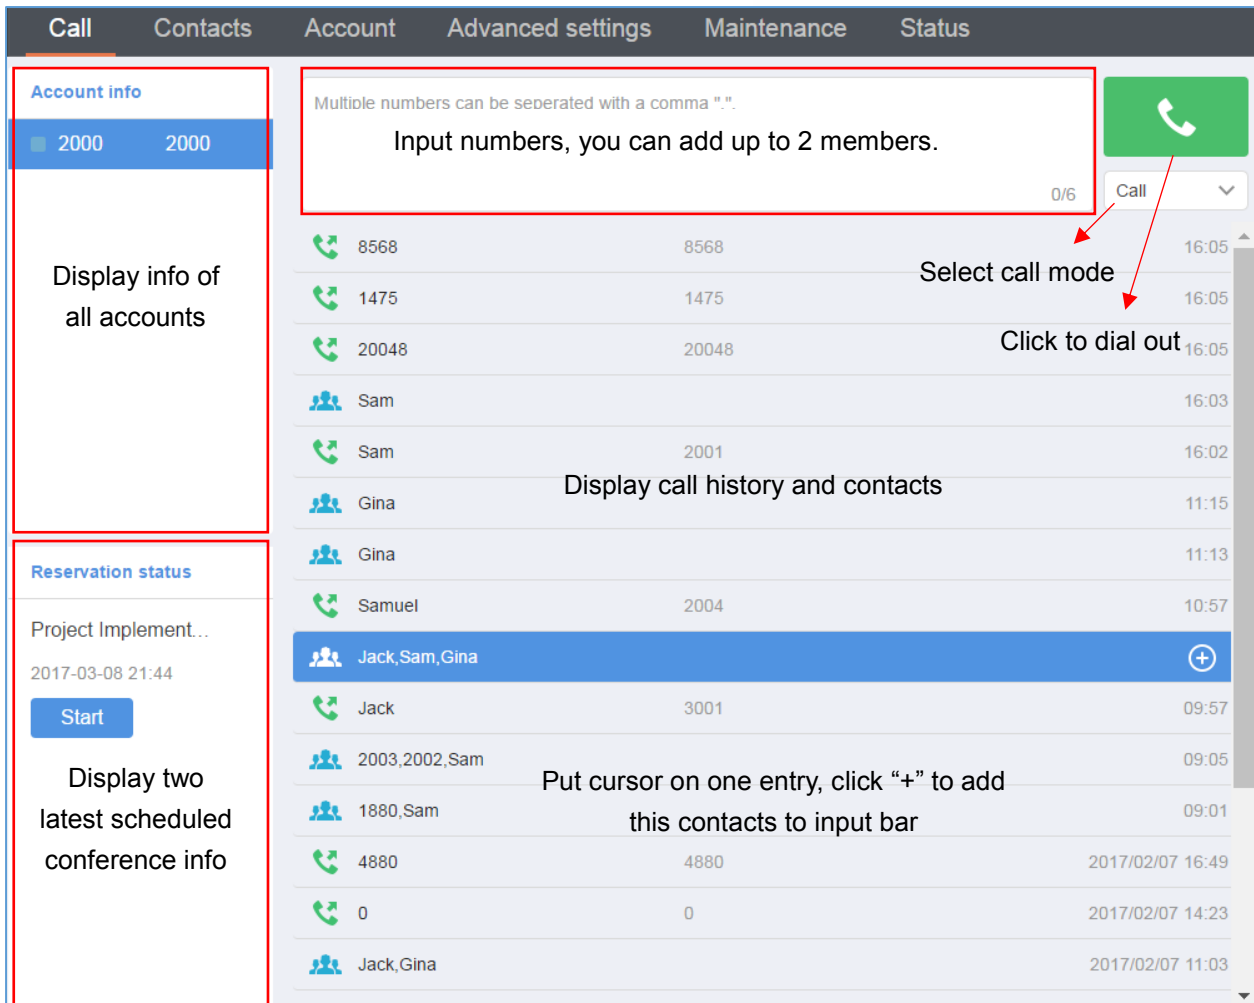 Call Contacts Account Advanced settings Maintenance Status
Account info
2000 2000
Display info of
all accounts
Reservation status
Project Implement...
2017-03-08 21:44
Start
Display two
latest scheduled
conference info
Multiple numbers can be seperated with a comma ",".
Input numbers, you can add up to 2 members.
0/6
Call
Select call mode
Click to dial out
8568 8568 16:05
1475 1475 16:05
20048 20048 16:05
Sam 16:03
Sam 2001 16:02
Display call history and contacts
Gina 11:15
Gina 11:13
Samuel 2004 10:57
Jack,Sam,Gina
Jack 3001 09:57
2003,2002,Sam 09:05
Put cursor on one entry, click “+” to add
this contacts to input bar
1880,Sam 09:01
4880 4880 2017/02/07 16:49
0 0 2017/02/07 14:23
Jack,Gina 2017/02/07 11:03